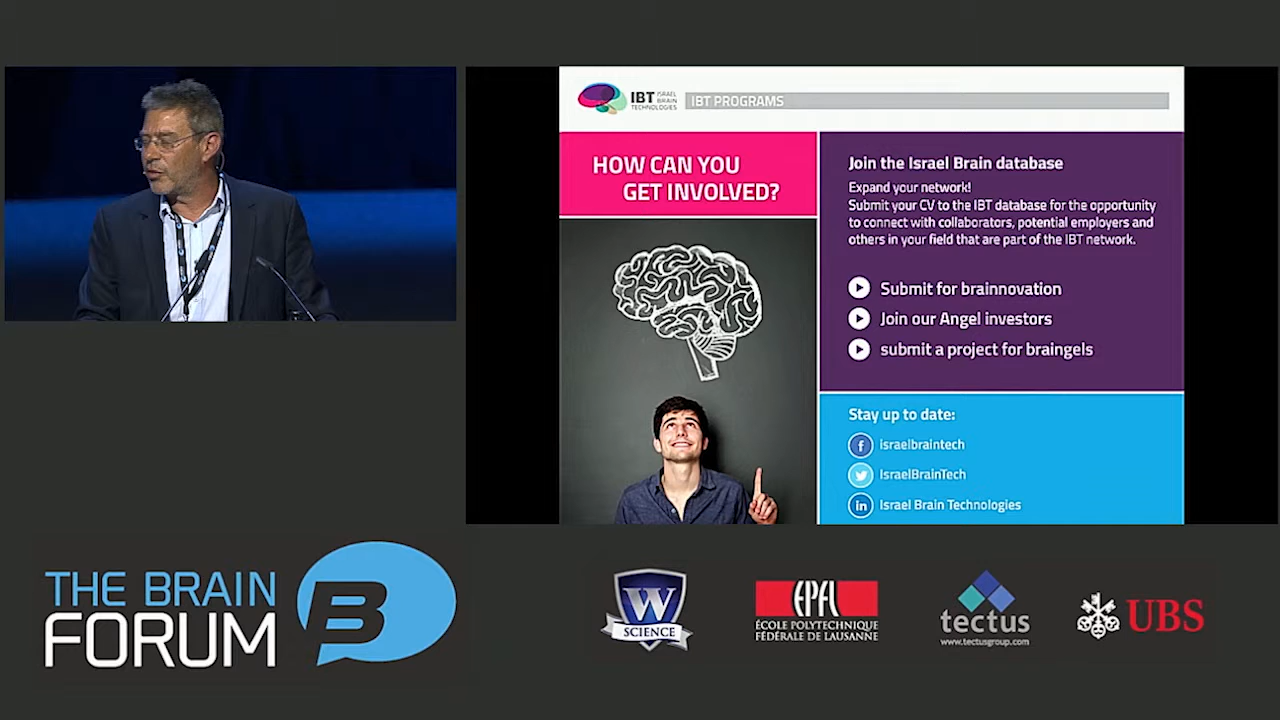 IBT ISRAEL
BRAIN
TECHNOLOGIES
IBT PROGRAMS
HOW CAN YOU
GET INVOLVED?
Join the Israel Brain database
Expand your network!
Submit your CV to the IBT database for the opportunity
to connect with collaborators, potential employers and
others in your field that are part of the IBT network.
Submit for brainnovation
Join our Angel investors
submit a project for braingels
Stay up to date:
f israelbraintech
IsraelBrainTech
in Israel Brain Technologies
THE BRAIN
FORUM
B
W
SCIENCE
EPFL
ÉCOLE POLYTECHNIQUE
FÉDÉRALE DE LAUSANNE
tectus
www.tectusgroup.com
UBS